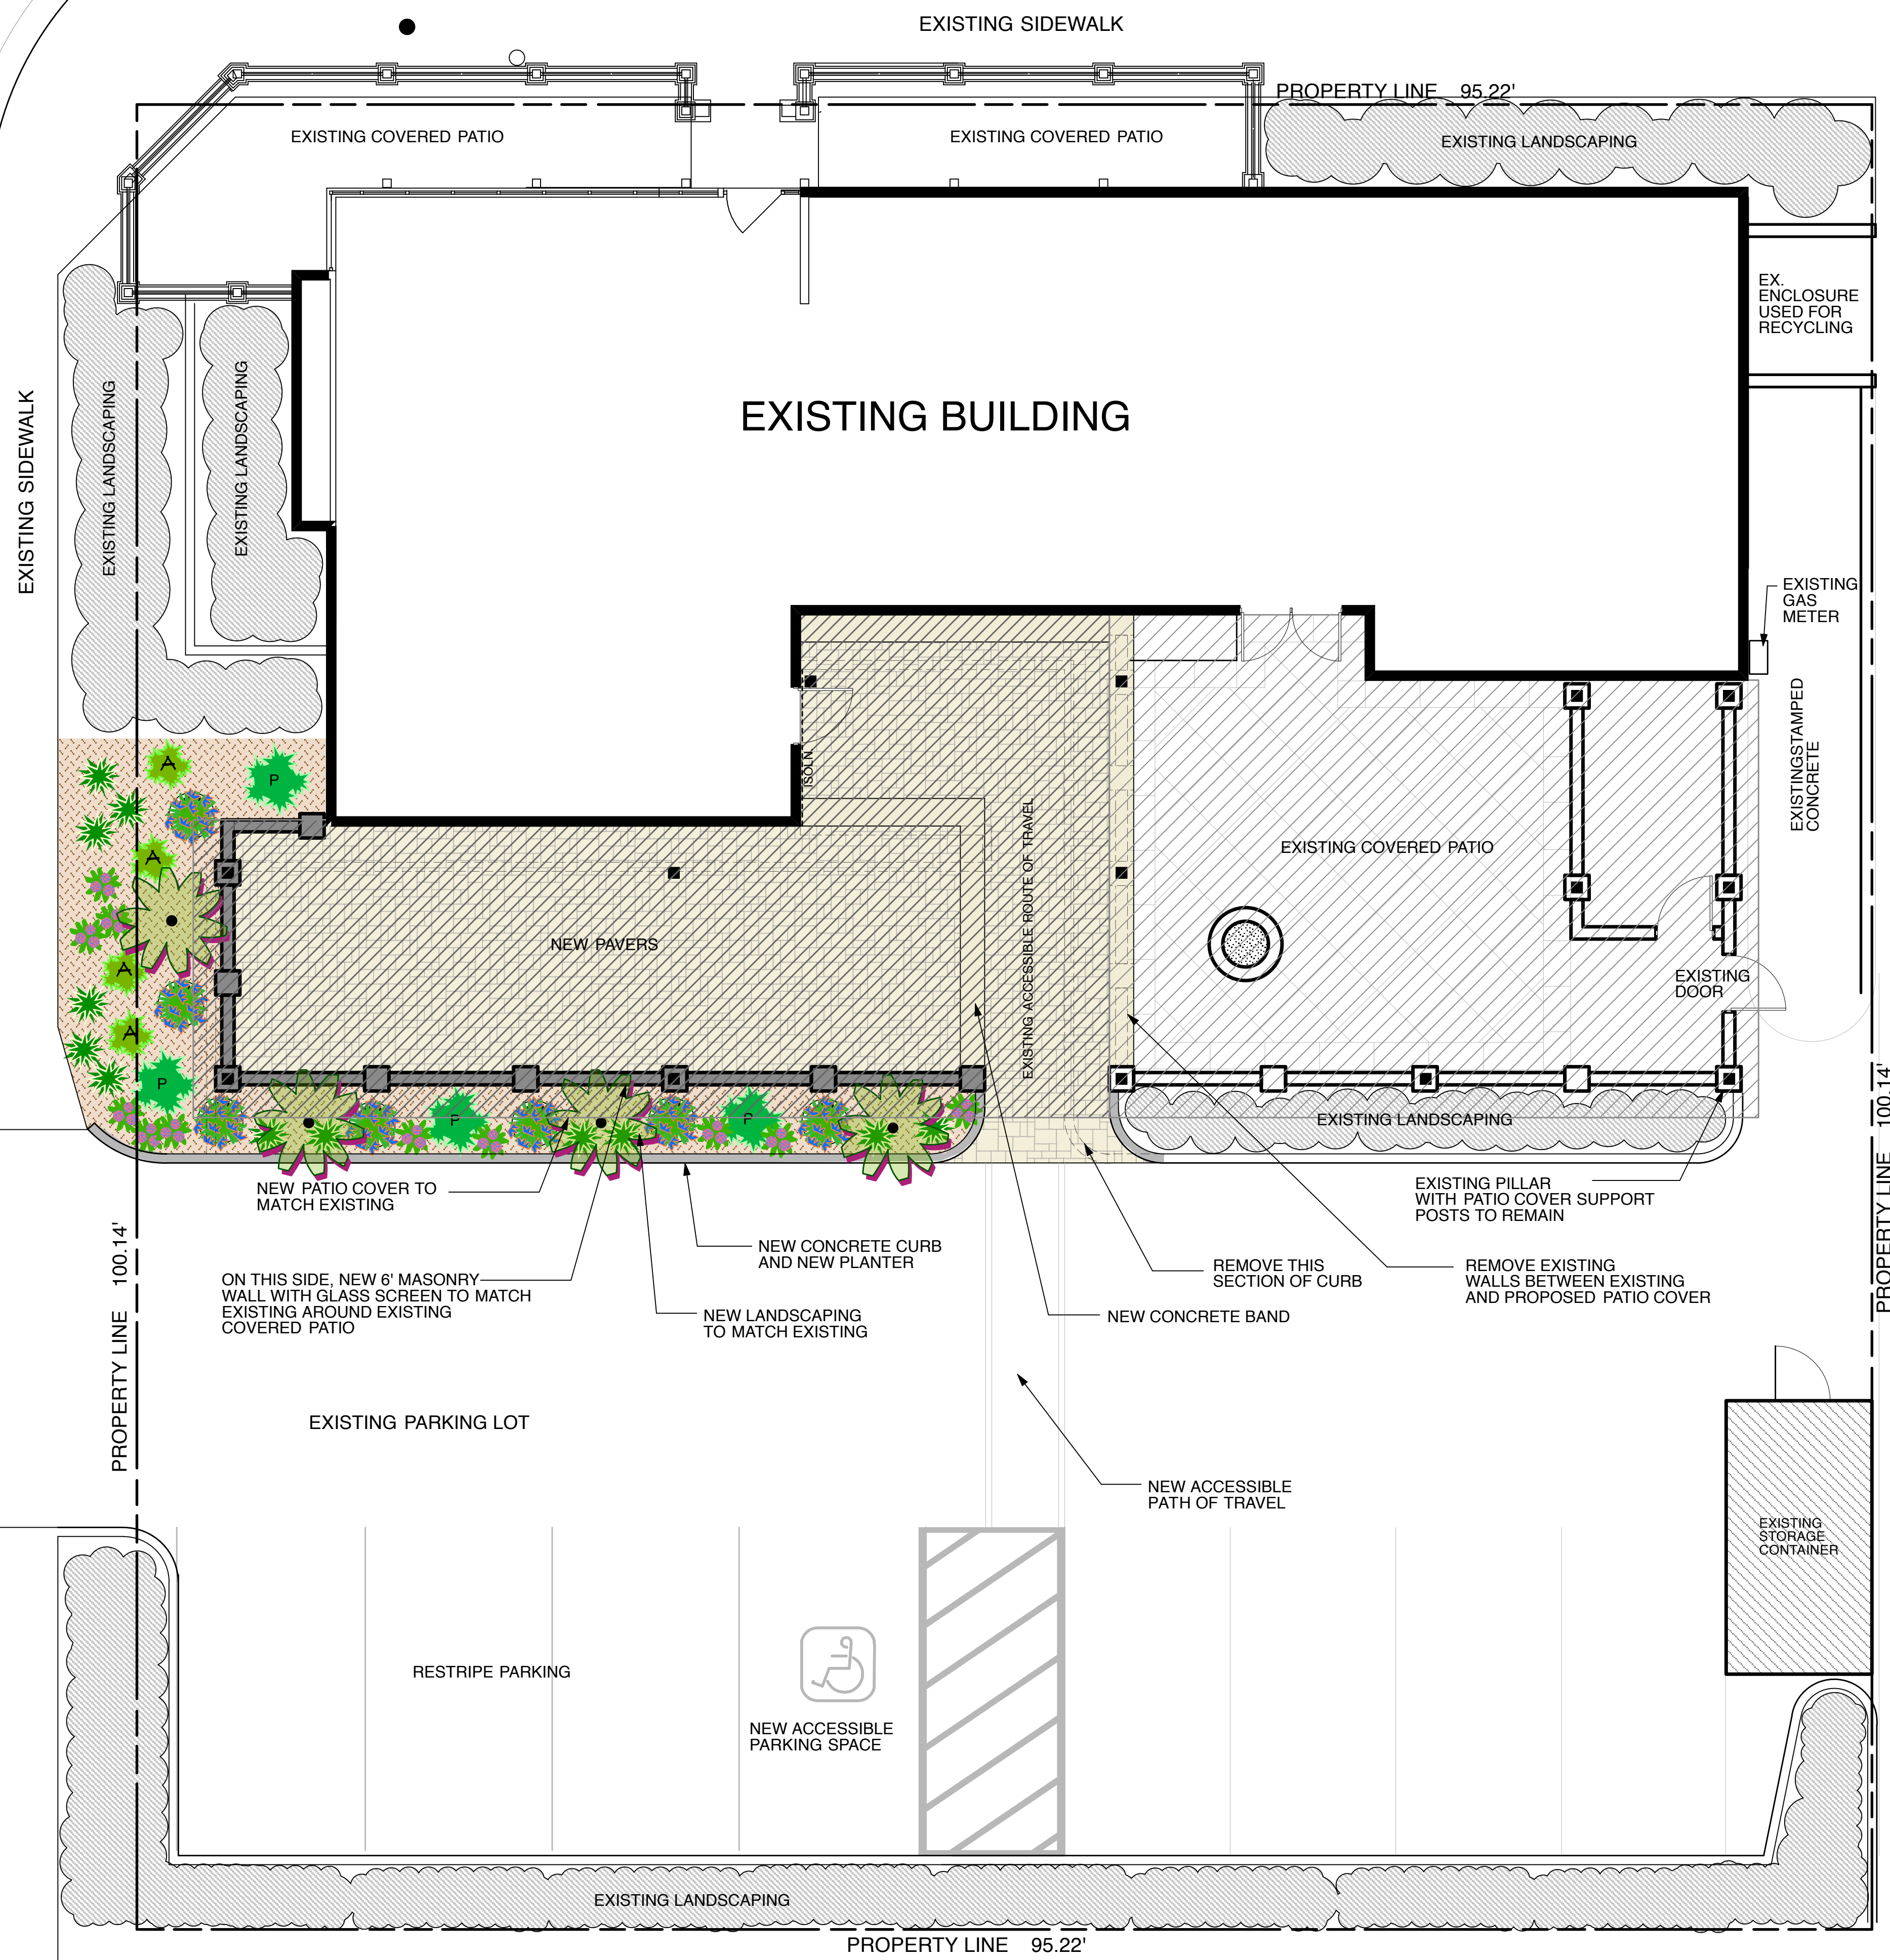 EXISTING SIDEWALK
PROPERTY LINE 95.22'
EXISTING COVERED PATIO
EXISTING COVERED PATIO
EXISTING LANDSCAPING
EX.
ENCLOSURE
USED FOR
RECYCLING
EXISTING SIDEWALK
EXISTING LANDSCAPING
EXISTING LANDSCAPING
EXISTING BUILDING
EXISTING
GAS
METER
EXISTINGSTAMPED
CONCRETE
A
P
ISOLN
EXISTING ACCESSIBLE ROUTE OF TRAVEL
EXISTING COVERED PATIO
A
NEW PAVERS
A
EXISTING
DOOR
A
P
P
P
EXISTING LANDSCAPING
PROPERTY LINE 100.14'
NEW PATIO COVER TO
MATCH EXISTING
EXISTING PILLAR
WITH PATIO COVER SUPPORT
POSTS TO REMAIN
NEW CONCRETE CURB
AND NEW PLANTER
REMOVE THIS
SECTION OF CURB
REMOVE EXISTING
WALLS BETWEEN EXISTING
AND PROPOSED PATIO COVER
ON THIS SIDE, NEW 6' MASONRY
WALL WITH GLASS SCREEN TO MATCH
EXISTING AROUND EXISTING
COVERED PATIO
NEW LANDSCAPING
TO MATCH EXISTING
NEW CONCRETE BAND
PROPERTY LINE 100.14'
EXISTING PARKING LOT
NEW ACCESSIBLE
PATH OF TRAVEL
EXISTING
STORAGE
CONTAINER
RESTRIPE PARKING
NEW ACCESSIBLE
PARKING SPACE
EXISTING LANDSCAPING
PROPERTY LINE 95.22'